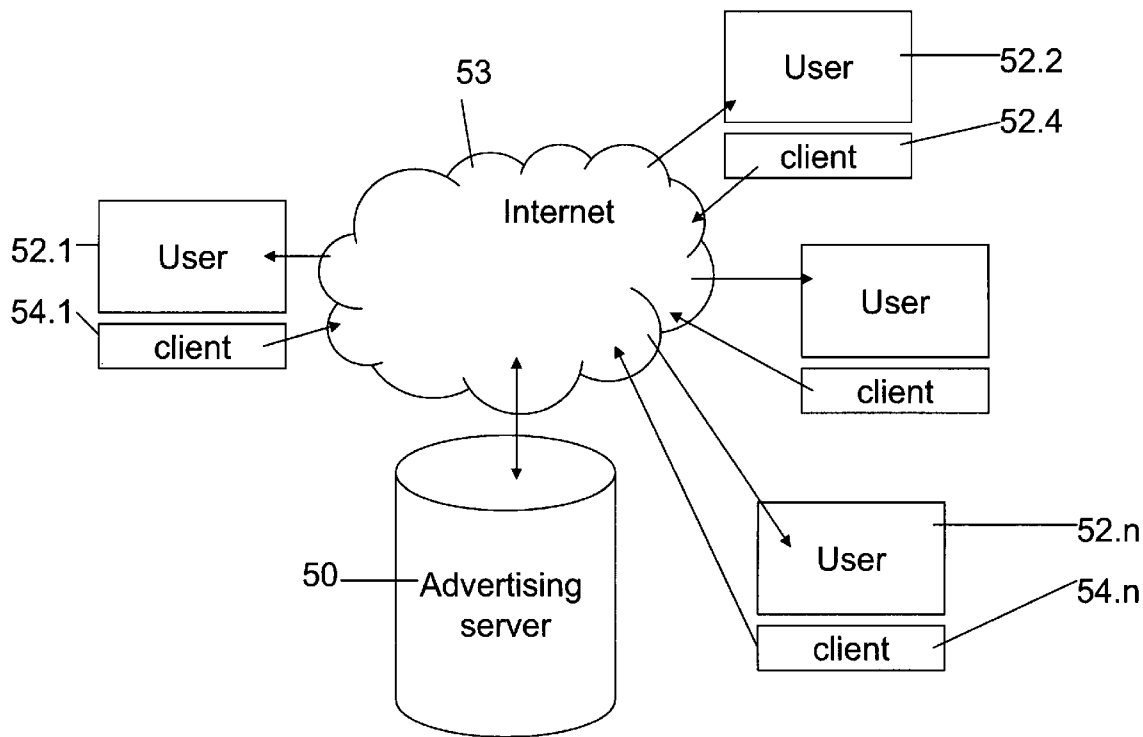 53
User
52.2
52.4
client
Internet
52.1
User
54.1
client
User
client
50
Advertising
server
User
52.n
54.n
client